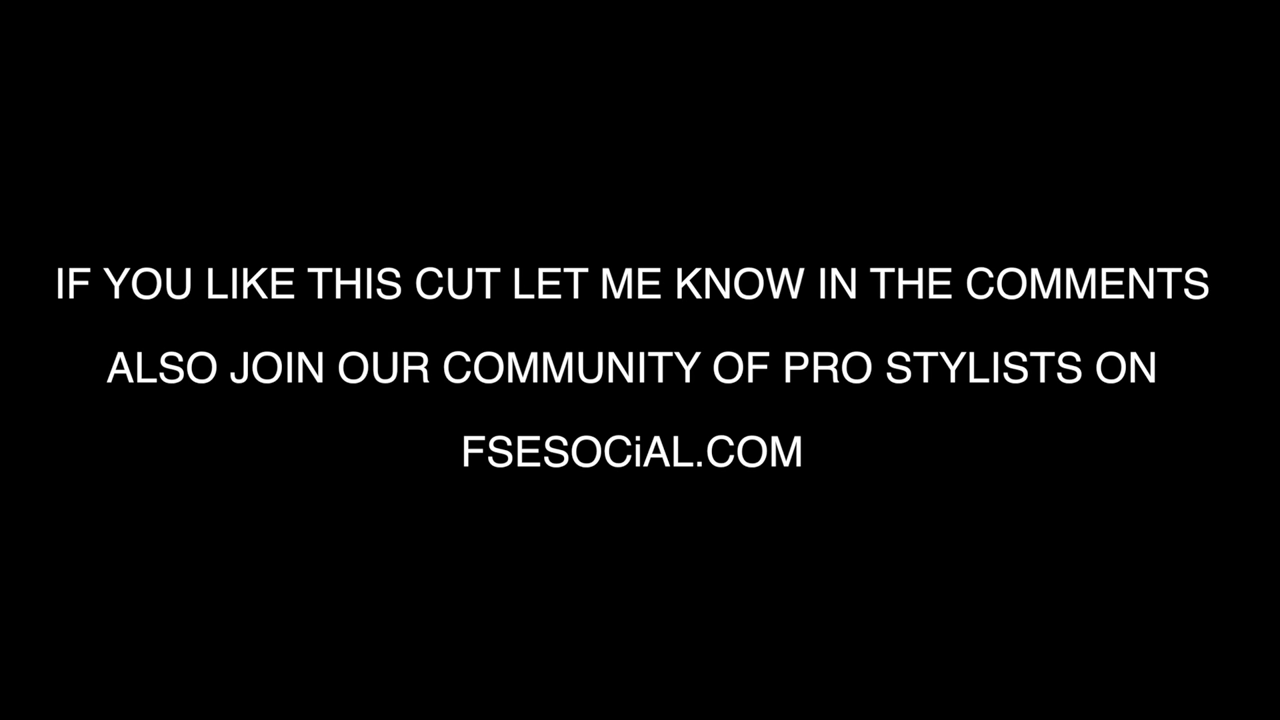 IF YOU LIKE THIS CUT LET ME KNOW IN THE COMMENTS
ALSO JOIN OUR COMMUNITY OF PRO STYLISTS ON
FSESOCiAL.COM